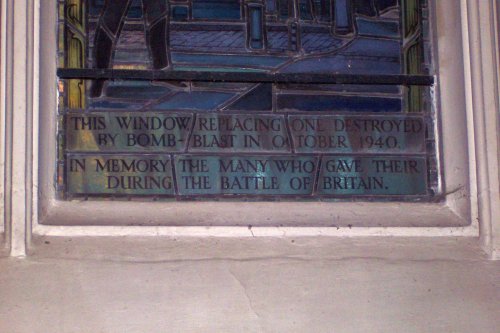 THIS WINDOW REPLACING ONE DESTROYED
BY BOMB-BLAST IN OCTOBER 1940.
IN MEMORY THE MANY WHO GAVE THEIR
DURING THE BATTLE OF BRITAIN.